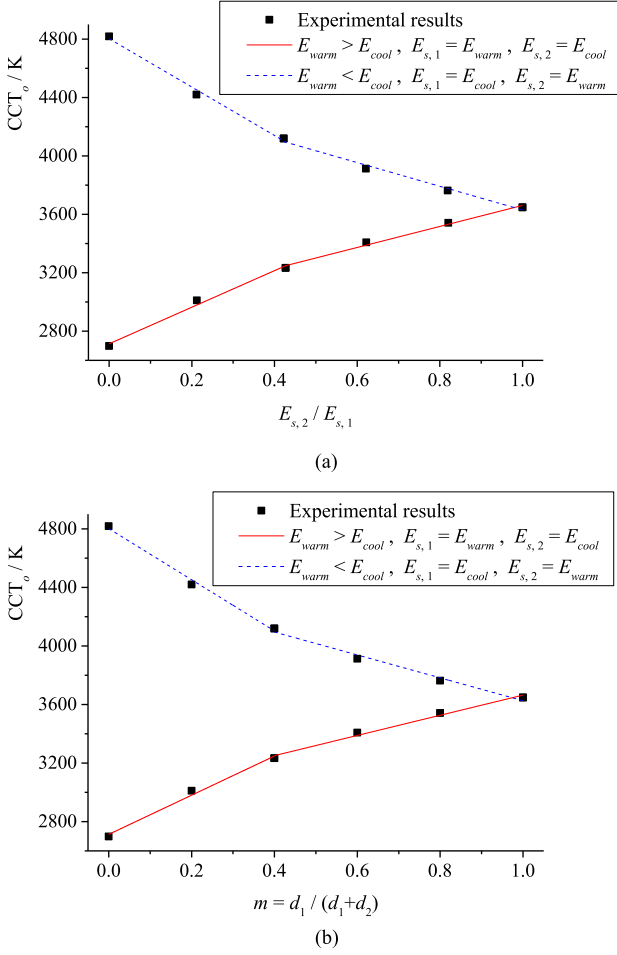 Experimental results
E_warm > E_cool , E_s, 1 = E_warm , E_s, 2 = E_cool
E_warm < E_cool , E_s, 1 = E_cool , E_s, 2 = E_warm
4800
4400
4000
3600
3200
2800
CCT_o / K
0.0 0.2 0.4 0.6 0.8 1.0
E_s, 2 / E_s, 1
(a)
Experimental results
E_warm > E_cool , E_s, 1 = E_warm , E_s, 2 = E_cool
E_warm < E_cool , E_s, 1 = E_cool , E_s, 2 = E_warm
4800
4400
4000
3600
3200
2800
CCT_o / K
0.0 0.2 0.4 0.6 0.8 1.0
m = d_1 / (d_1+d_2)
(b)